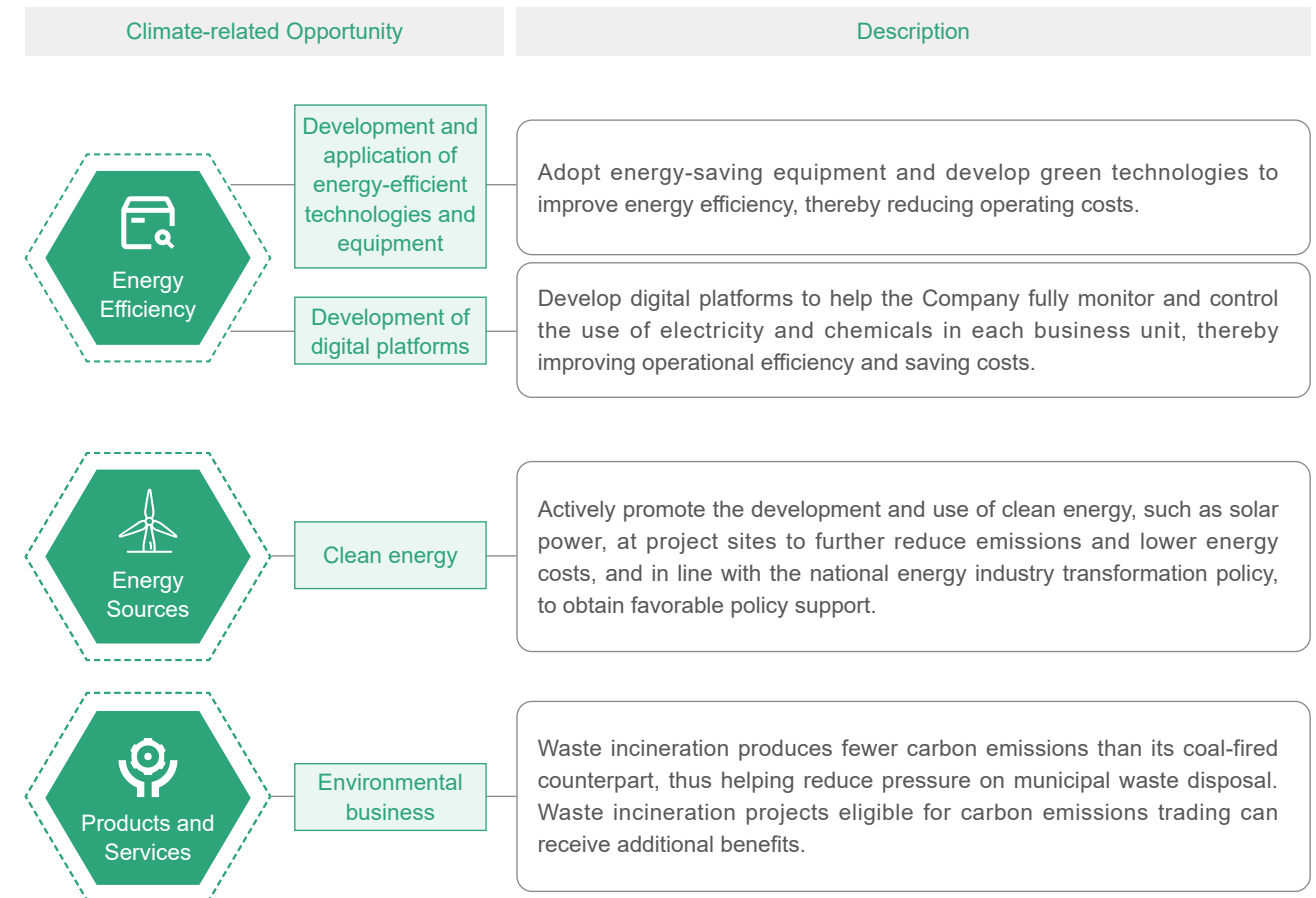 Climate-related Opportunity
Description
Energy
Efficiency
Development and
application of
energy-efficient
technologies and
equipment
Adopt energy-saving equipment and develop green technologies to
improve energy efficiency, thereby reducing operating costs.
Development of
digital platforms
Develop digital platforms to help the Company fully monitor and control
the use of electricity and chemicals in each business unit, thereby
improving operational efficiency and saving costs.
Energy
Sources
Clean energy
Actively promote the development and use of clean energy, such as solar
power, at project sites to further reduce emissions and lower energy
costs, and in line with the national energy industry transformation policy,
to obtain favorable policy support.
Products and
Services
Environmental
business
Waste incineration produces fewer carbon emissions than its coal-fired
counterpart, thus helping reduce pressure on municipal waste disposal.
Waste incineration projects eligible for carbon emissions trading can
receive additional benefits.